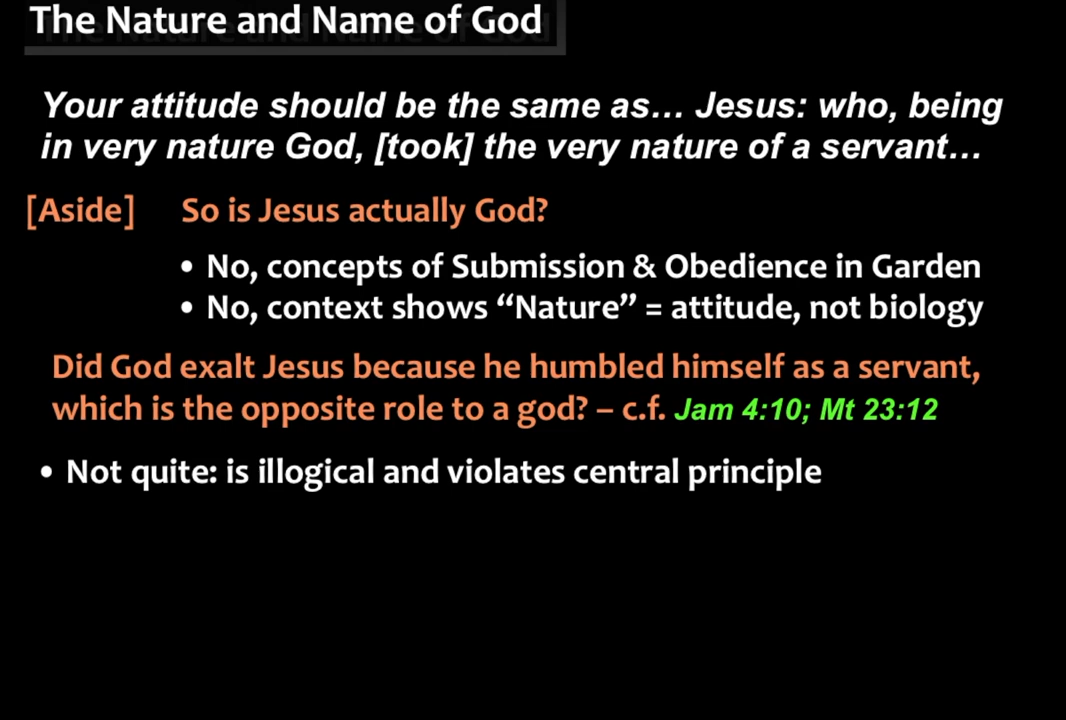 The Nature and Name of God
Your attitude should be the same as… Jesus: who, being
in very nature God, [took] the very nature of a servant…
[Aside] So is Jesus actually God?
• No, concepts of Submission & Obedience in Garden
• No, context shows “Nature” = attitude, not biology
Did God exalt Jesus because he humbled himself as a servant,
which is the opposite role to a god? – c.f. Jam 4:10; Mt 23:12
• Not quite: is illogical and violates central principle